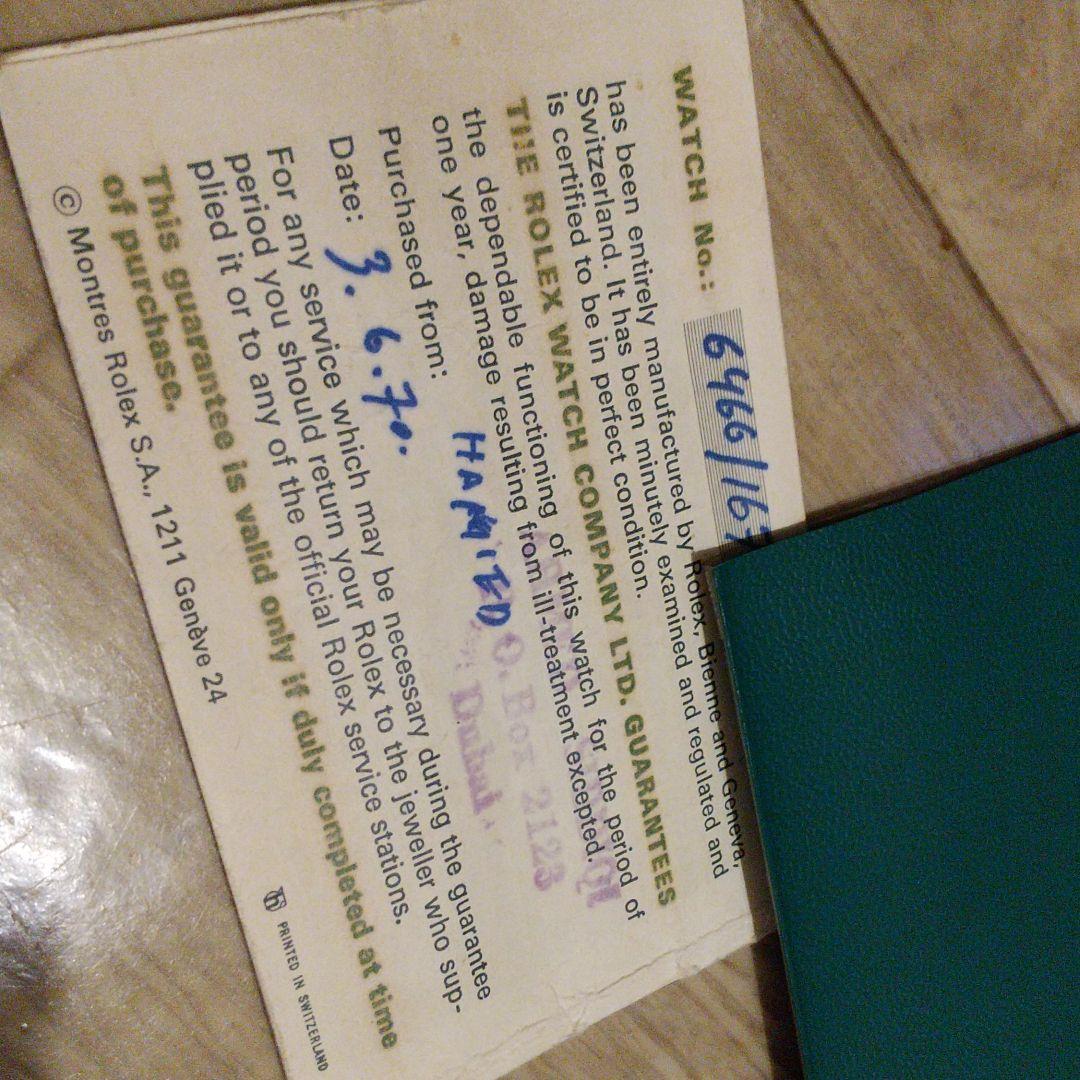 WATCH No.: 6466/167
has been entirely manufactured by Rolex, Bienne and Geneva,
Switzerland. It has been minutely examined and regulated and
is certified to be in perfect condition.
THE ROLEX WATCH COMPANY LTD. GUARANTEES
the dependable functioning of this watch for the period of
one year, damage resulting from ill-treatment excepted.
Purchased from: HAMIED
O. Box 2123
Dubai.
Date: 3. 6. 70.
For any service which may be necessary during the guarantee
period you should return your Rolex to the jeweller who sup-
plied it or to any of the official Rolex service stations.
This guarantee is valid only if duly completed at time
of purchase.
© Montres Rolex S.A., 1211 Genève 24
PRINTED IN SWITZERLAND